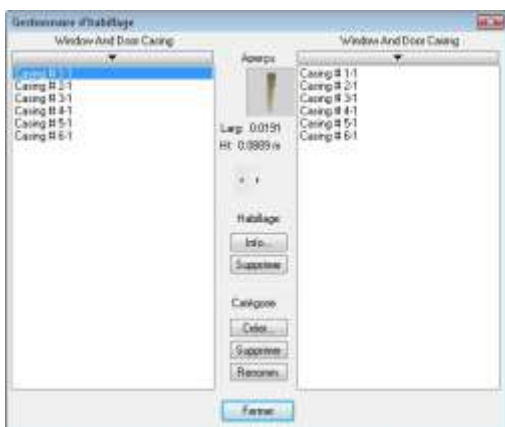 Gestionnaire d'habillage
Window And Door Casing
Casing # 1-1
Casing # 2-1
Casing # 3-1
Casing # 4-1
Casing # 5-1
Casing # 6-1
Aperçu
Larg: 0.0191
Ht: 0.0889 m
Habillage
Info...
Supprimer
Catégorie
Créer...
Supprimer
Renomm.
Fermer
Window And Door Casing
Casing # 1-1
Casing # 2-1
Casing # 3-1
Casing # 4-1
Casing # 5-1
Casing # 6-1